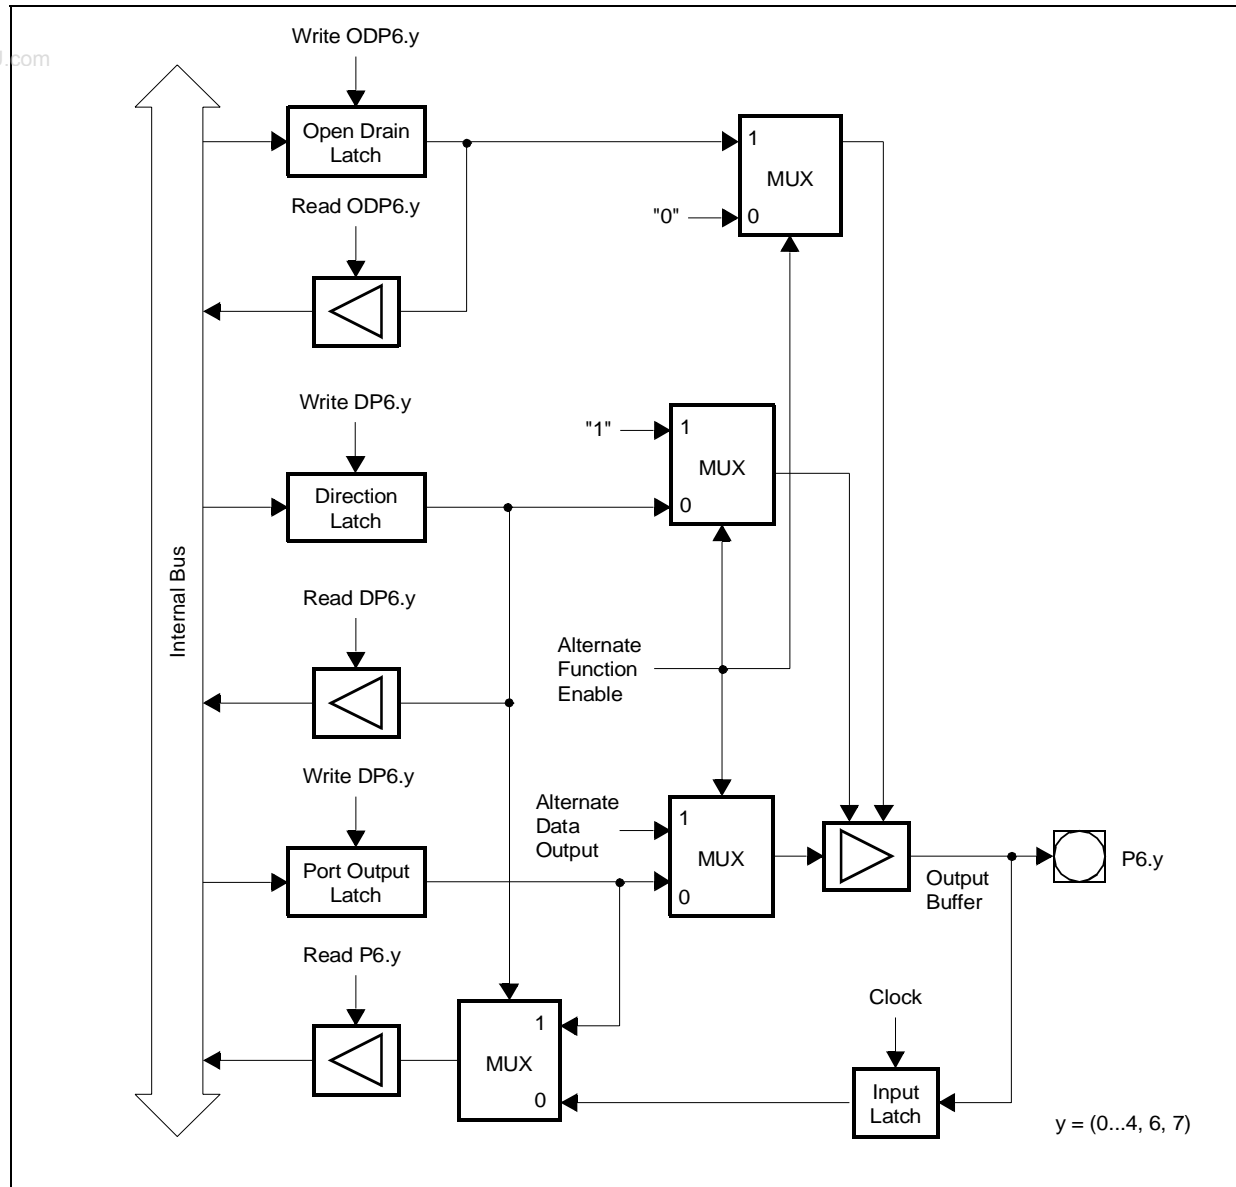 Write ODP6.y
J.com
Open Drain
Latch
1
MUX
"0"
0
Read ODP6.y
Write DP6.y
"1"
1
MUX
Direction
Latch
0
Internal Bus
Read DP6.y
Alternate
Function
Enable
Write DP6.y
Alternate
Data
Output
1
MUX
0
Port Output
Latch
Output
Buffer
P6.y
Read P6.y
1
MUX
0
Clock
Input
Latch
y = (0...4, 6, 7)